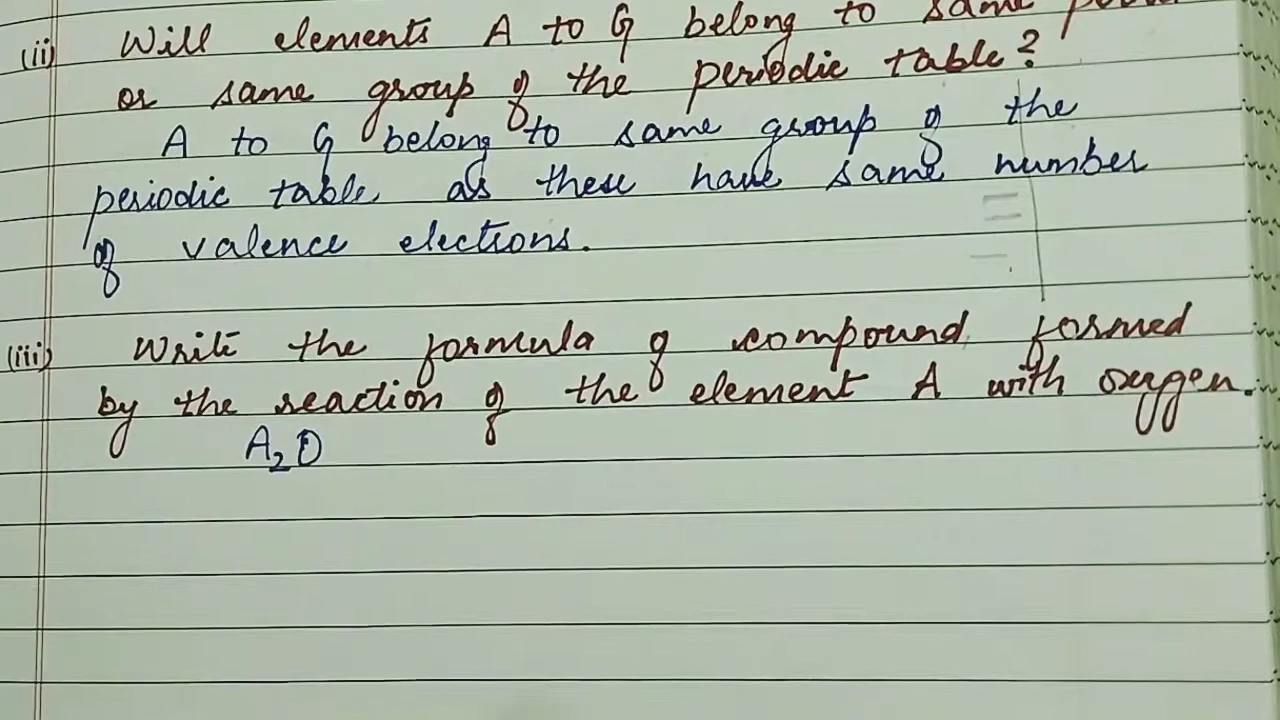 (ii) Will elements A to G belong to same
or same group of the periodic table?
A to G belong to same group of the
periodic table as these have same number
of valence elections.
(iii) Write the formula of compound formed
by the reaction of the element A with oxygen.
A₂O